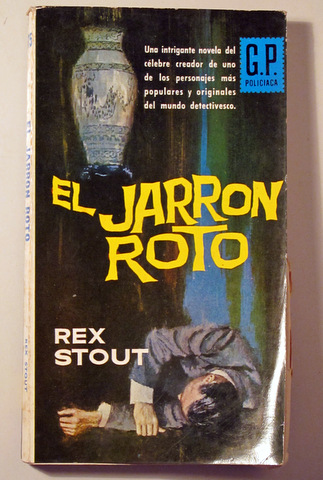 Una intrigante novela del
célebre creador de uno
de los personajes más
populares y originales
del mundo detectivesco.
G.P.
POLICIACA
EL JARRON
ROTO
REX
STOUT
EL JARRON ROTO
REX STOUT